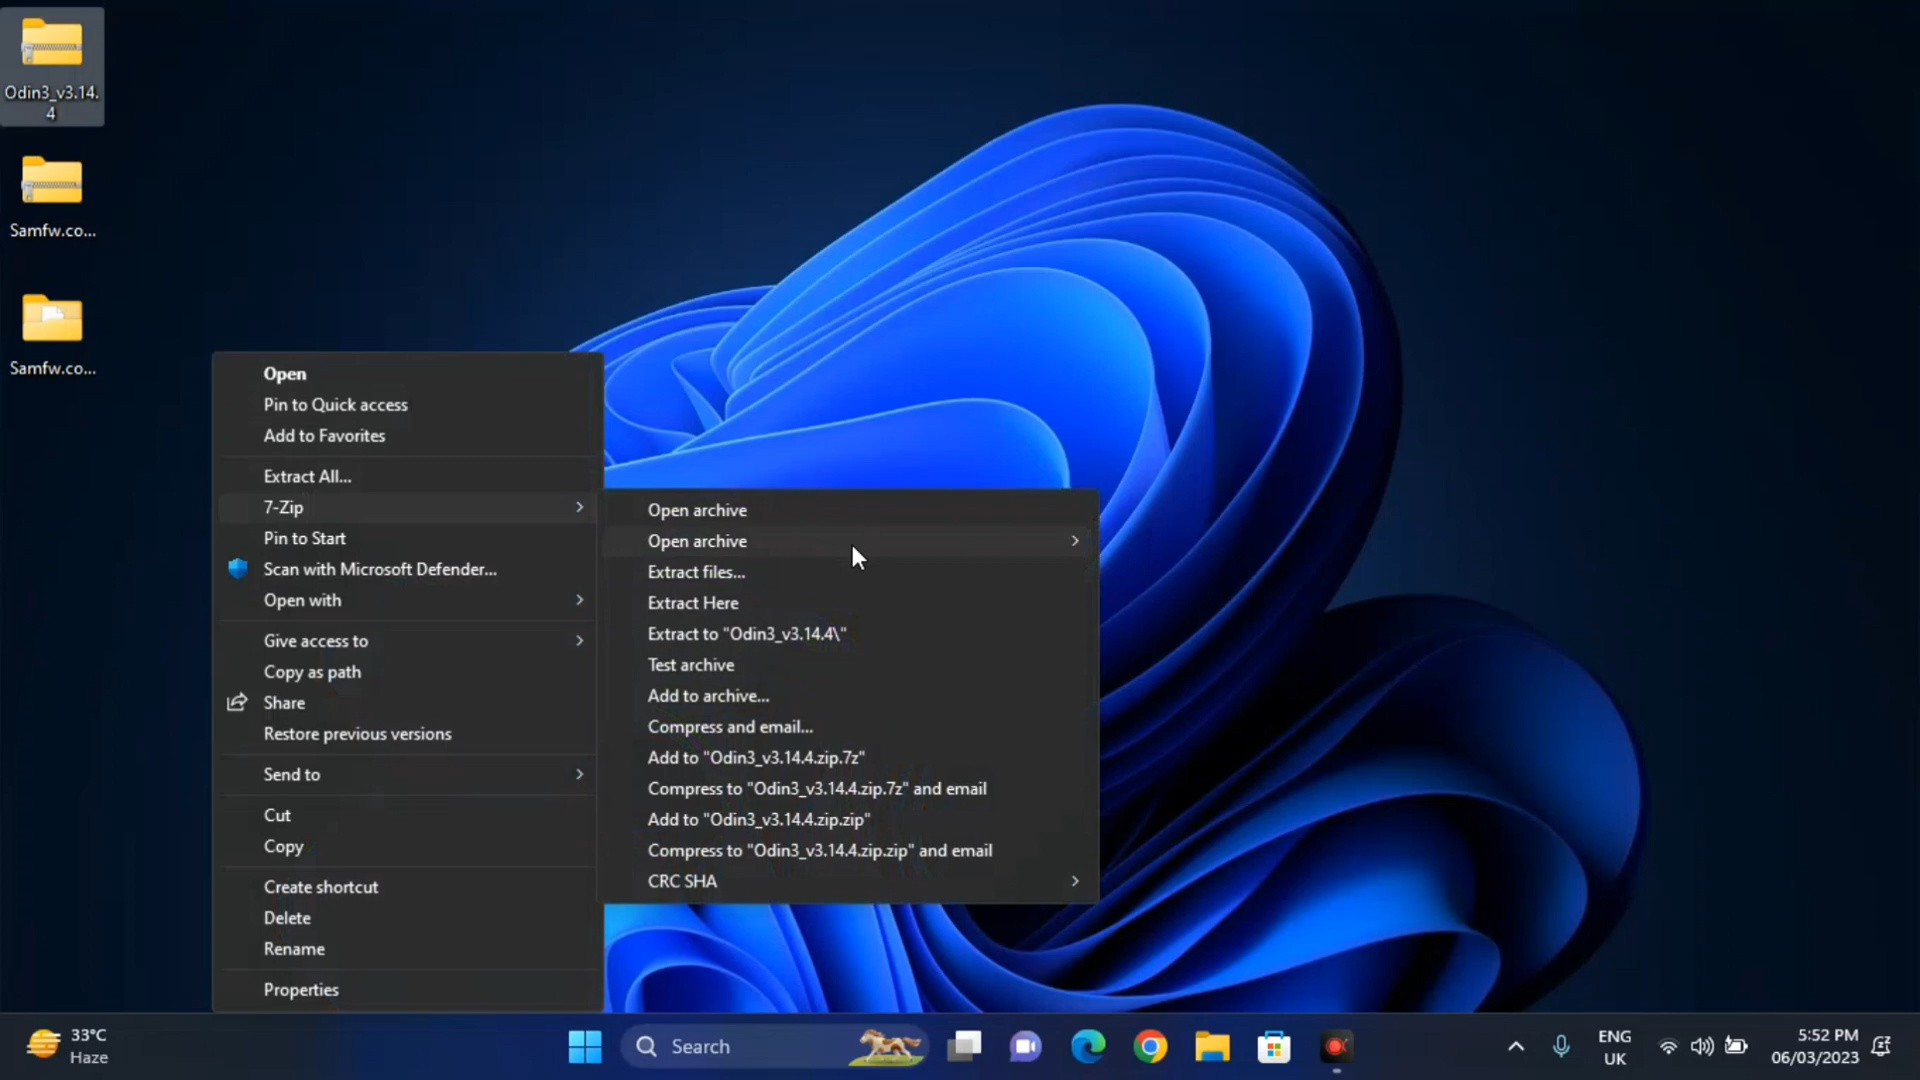 Odin3_v3.14.
4
Samfw.co...
Samfw.co...
Open
Pin to Quick access
Add to Favorites
Extract All...
7-Zip
Pin to Start
Scan with Microsoft Defender...
Open with
Give access to
Copy as path
Share
Restore previous versions
Send to
Cut
Copy
Create shortcut
Delete
Rename
Properties
Open archive
Open archive
Extract files...
Extract Here
Extract to "Odin3_v3.14.4\"
Test archive
Add to archive...
Compress and email...
Add to "Odin3_v3.14.4.zip.7z"
Compress to "Odin3_v3.14.4.zip.7z" and email
Add to "Odin3_v3.14.4.zip.zip"
Compress to "Odin3_v3.14.4.zip.zip" and email
CRC SHA
33°C
Haze
Search
ENG
UK
5:52 PM
06/03/2023